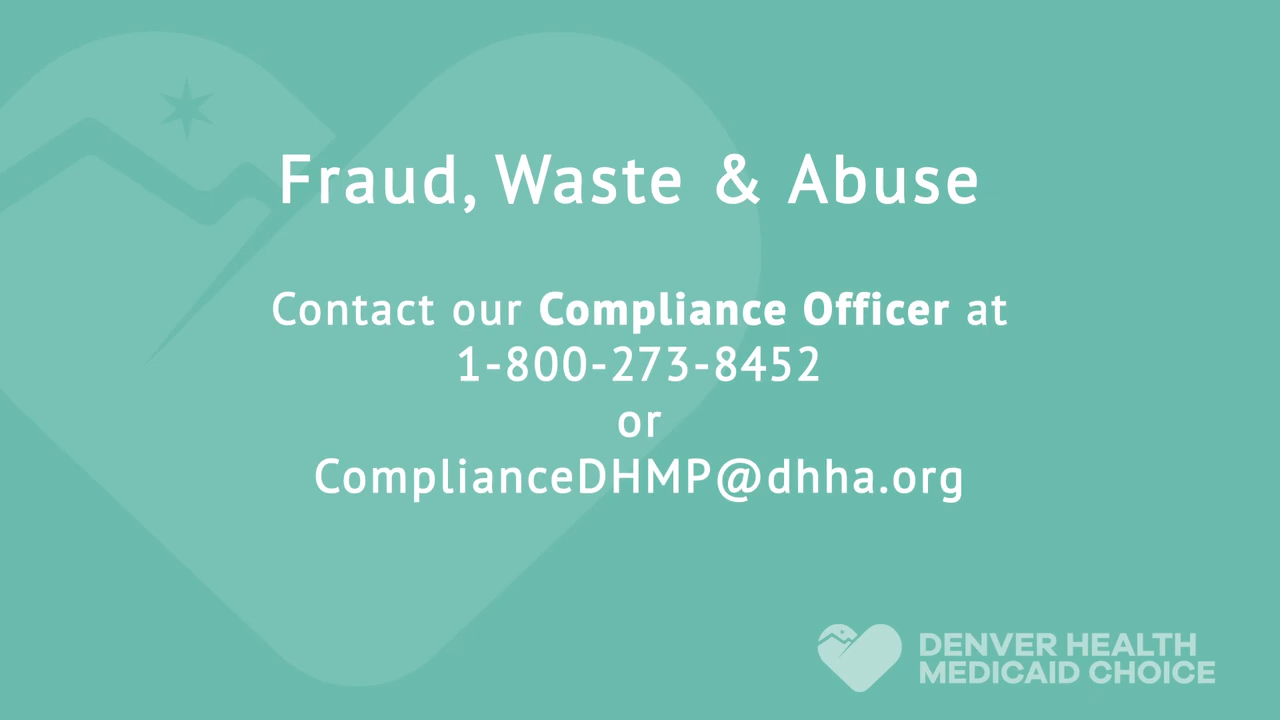 Fraud, Waste & Abuse
Contact our Compliance Officer at
1-800-273-8452
or
ComplianceDHMP@dhha.org
DENVER HEALTH
MEDICAID CHOICE